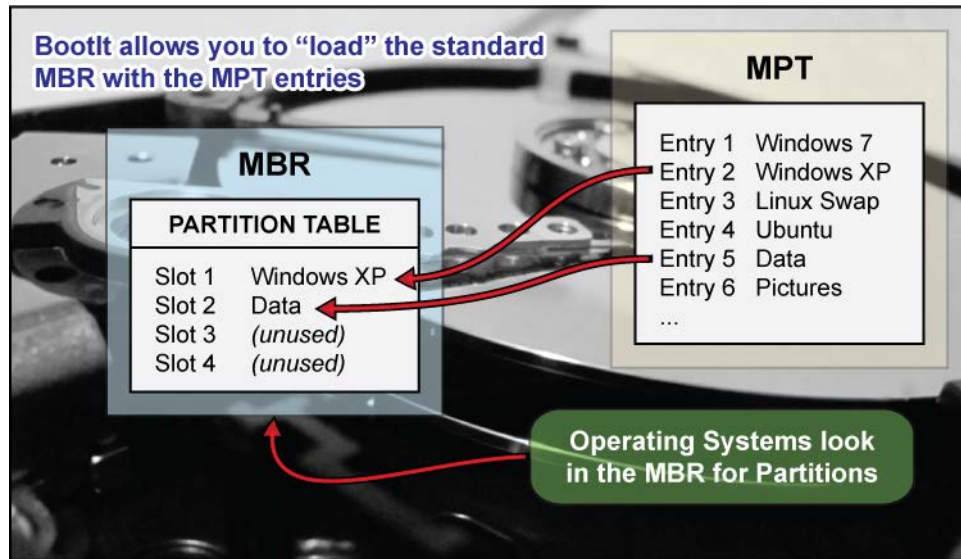 BootIt allows you to “load” the standard
MBR with the MPT entries
MBR
PARTITION TABLE
Slot 1 Windows XP
Slot 2 Data
Slot 3 (unused)
Slot 4 (unused)
MPT
Entry 1 Windows 7
Entry 2 Windows XP
Entry 3 Linux Swap
Entry 4 Ubuntu
Entry 5 Data
Entry 6 Pictures
...
Operating Systems look
in the MBR for Partitions